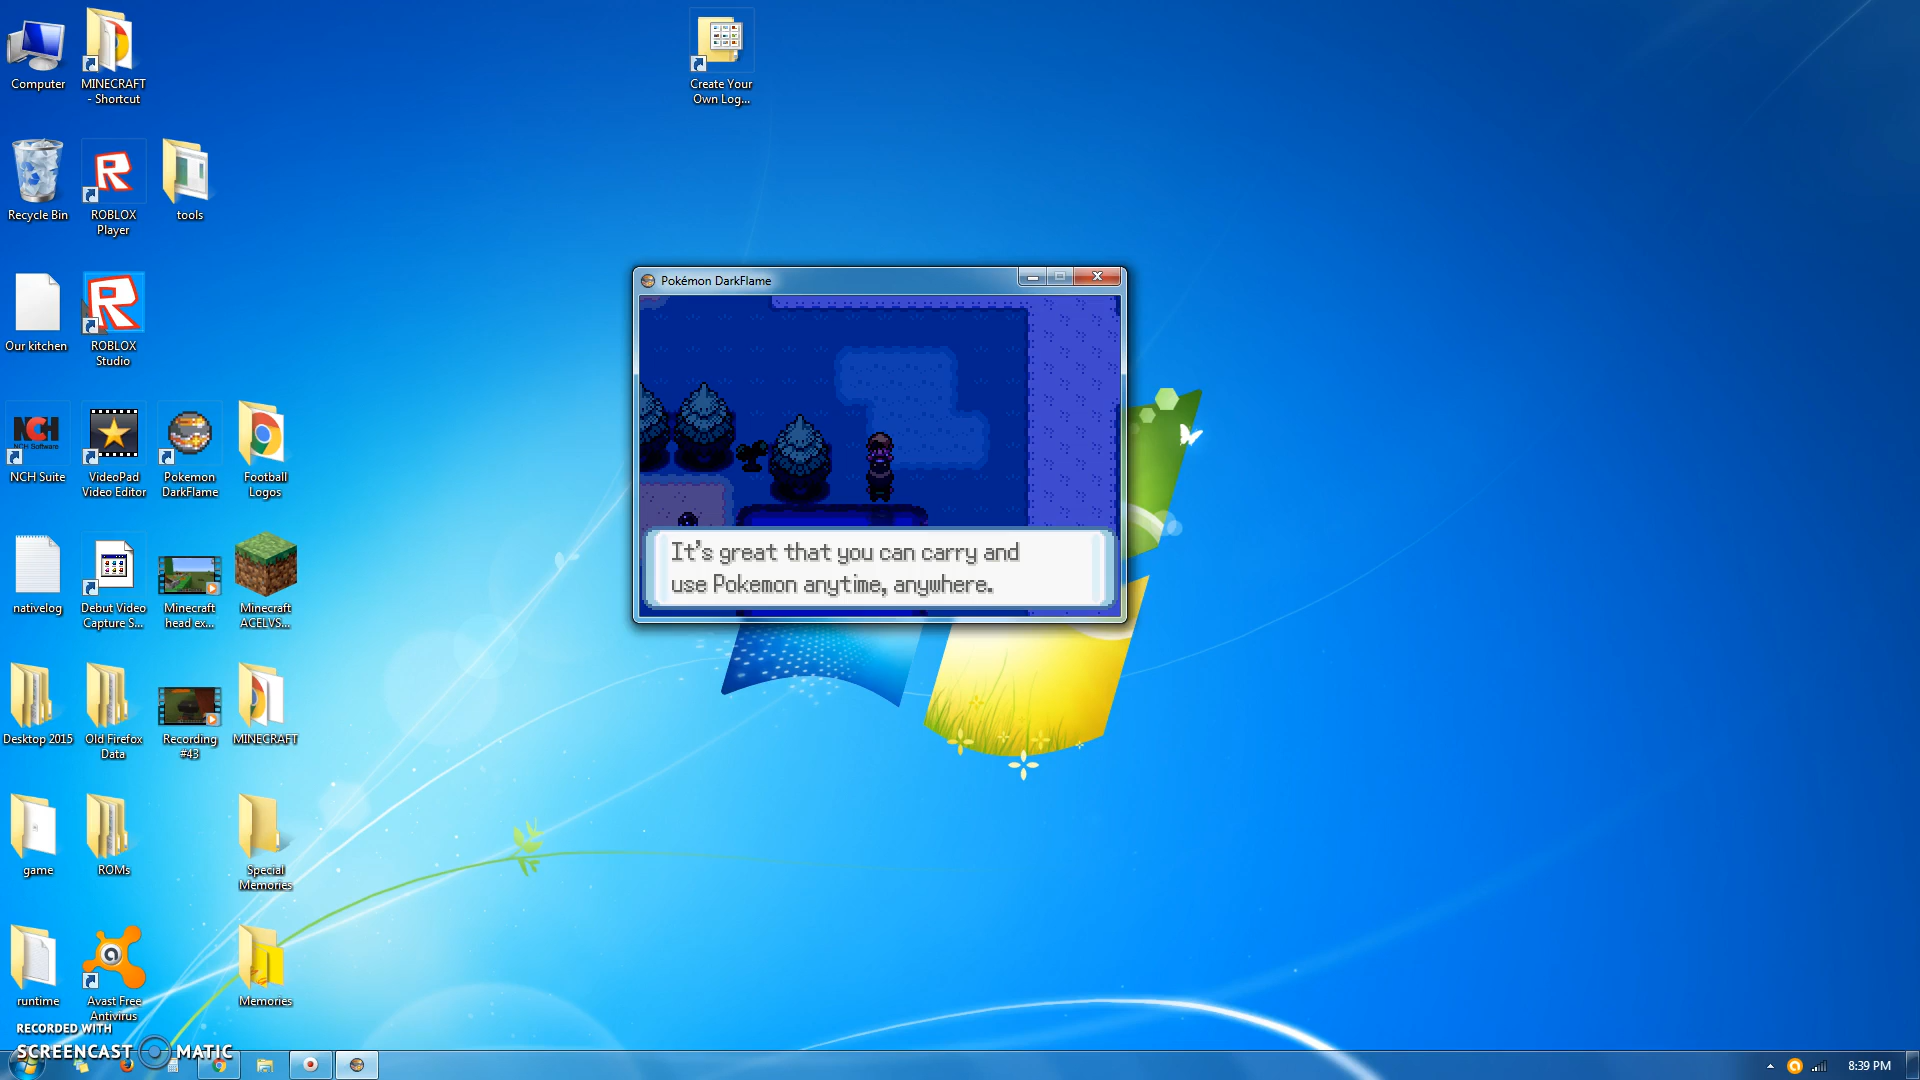 Computer
MINECRAFT
- Shortcut
Create Your
Own Log...
Recycle Bin
ROBLOX
Player
tools
Our kitchen
ROBLOX
Studio
Pokémon DarkFlame
It's great that you can carry and
use Pokemon anytime, anywhere.
NCH
NCH Software
NCH Suite
VideoPad
Video Editor
Pokemon
DarkFlame
Football
Logos
nativelog
Debut Video
Capture S...
Minecraft
head ex...
Minecraft
ACELVS...
Desktop 2015
Old Firefox
Data
Recording
#43
MINECRAFT
game
ROMs
Special
Memories
runtime
Avast Free
Antivirus
Memories
RECORDED WITH
SCREENCAST MATIC
8:39 PM